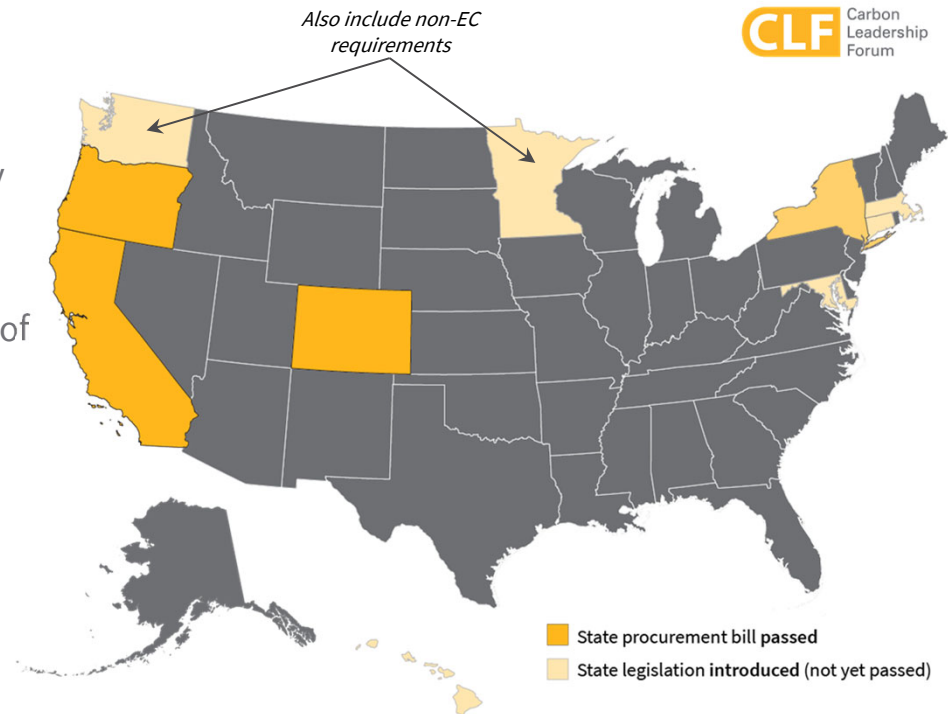 Also include non-EC
requirements
CLF
Carbon
Leadership
Forum
of
State procurement bill passed
State legislation introduced (not yet passed)